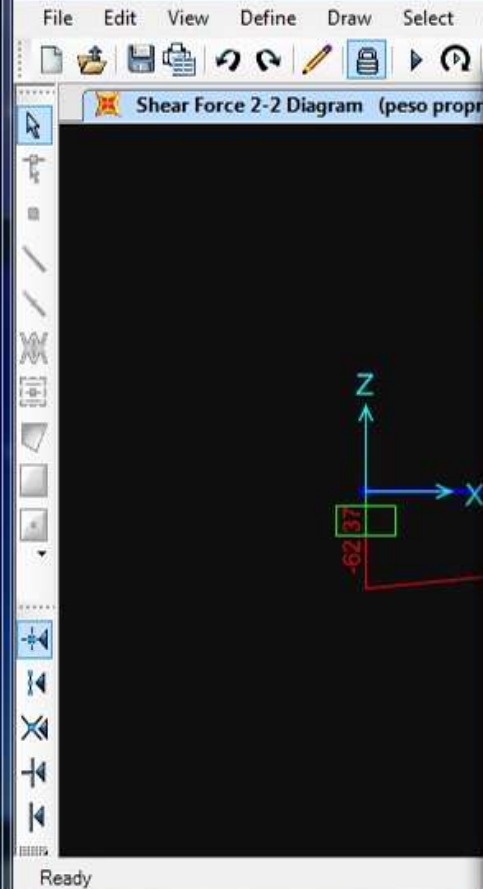 File Edit View Define Draw Select
Shear Force 2-2 Diagram (peso propr
Z
X
-62.37
Ready